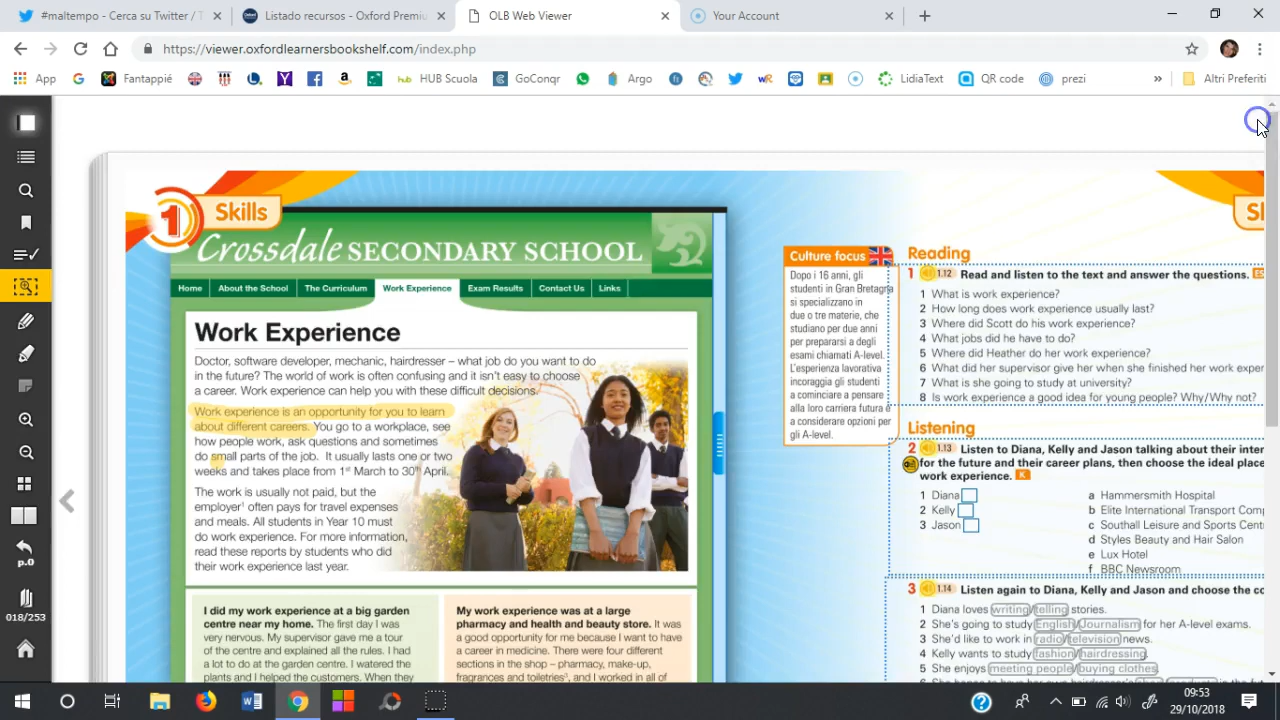 #maltempo - Cerca su Twitter / T
Listado recursos - Oxford Premiu
OLB Web Viewer
Your Account
https://viewer.oxfordlearnersbookshelf.com/index.php
App
Fantappié
HUB Scuola
GoConqr
Argo
LidiaText
QR code
prezi
»
Altri Preferiti
1 Skills
Crossdale SECONDARY SCHOOL
Home
About the School
The Curriculum
Work Experience
Exam Results
Contact Us
Links
Work Experience
Doctor, software developer, mechanic, hairdresser – what job do you want to do
in the future? The world of work is often confusing and it isn't easy to choose
a career. Work experience can help you with these difficult decisions.
Work experience is an opportunity for you to learn
about different careers. You go to a workplace, see
how people work, ask questions and sometimes
do small parts of the job. It usually lasts one or two
weeks and takes place from 1st March to 30th April.
The work is usually not paid, but the
employer¹ often pays for travel expenses
and meals. All students in Year 10 must
do work experience. For more information,
read these reports by students who did
their work experience last year.
I did my work experience at a big garden
centre near my home. The first day I was
very nervous. My supervisor gave me a tour
of the centre and explained all the rules. I had
a lot to do at the garden centre. I watered the
plants and I helped the customers, and they
My work experience was at a large
pharmacy and health and beauty store. It was
a good opportunity for me because I want to have
a career in medicine. There were four different
sections in the shop – pharmacy, make-up,
fragrances and toiletries¹, and I worked in all of
Culture focus
Dopo i 16 anni, gli
studenti in Gran Bretagna
si specializzano in
due o tre materie, che
studiano per due anni
per prepararsi a degli
esami chiamati A-level.
L'esperienza lavorativa
incoraggia gli studenti
a cominciare a pensare
alla loro carriera futura e
a considerare opzioni per
gli A-level.
Sk
Reading
1 1.12 Read and listen to the text and answer the questions. ES
1 What is work experience?
2 How long does work experience usually last?
3 Where did Scott do his work experience?
4 What jobs did he have to do?
5 Where did Heather do her work experience?
6 What did her supervisor give her when she finished her work exper
7 What is she going to study at university?
8 Is work experience a good idea for young people? Why/Why not?
Listening
2 1.13 Listen to Diana, Kelly and Jason talking about their inter
for the future and their career plans, then choose the ideal place
work experience. K
1 Diana
2 Kelly
3 Jason
a Hammersmith Hospital
b Elite International Transport Comp
c Southall Leisure and Sports Centr
d Styles Beauty and Hair Salon
e Lux Hotel
f BBC Newsroom
3 1.14 Listen again to Diana, Kelly and Jason and choose the co
1 Diana loves writing/telling stories.
2 She's going to study English/Journalism for her A-level exams.
3 She'd like to work in radio/television news.
4 Kelly wants to study fashion/hairdressing.
5 She enjoys meeting people/buying clothes.
p.0
018/253
09:53
29/10/2018